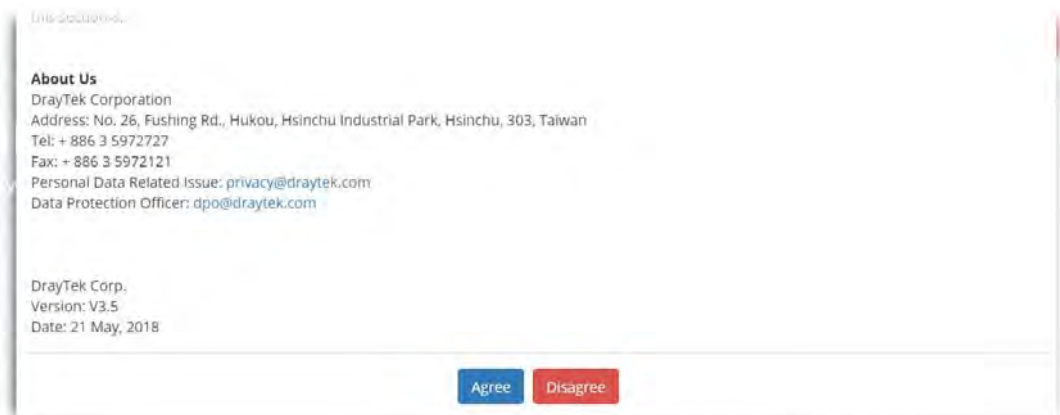 this sections.
About Us
DrayTek Corporation
Address: No. 26, Fushing Rd., Hukou, Hsinchu Industrial Park, Hsinchu, 303, Taiwan
Tel: + 886 3 5972727
Fax: + 886 3 5972121
Personal Data Related Issue: privacy@draytek.com
Data Protection Officer: dpo@draytek.com
DrayTek Corp.
Version: V3.5
Date: 21 May, 2018
Agree Disagree